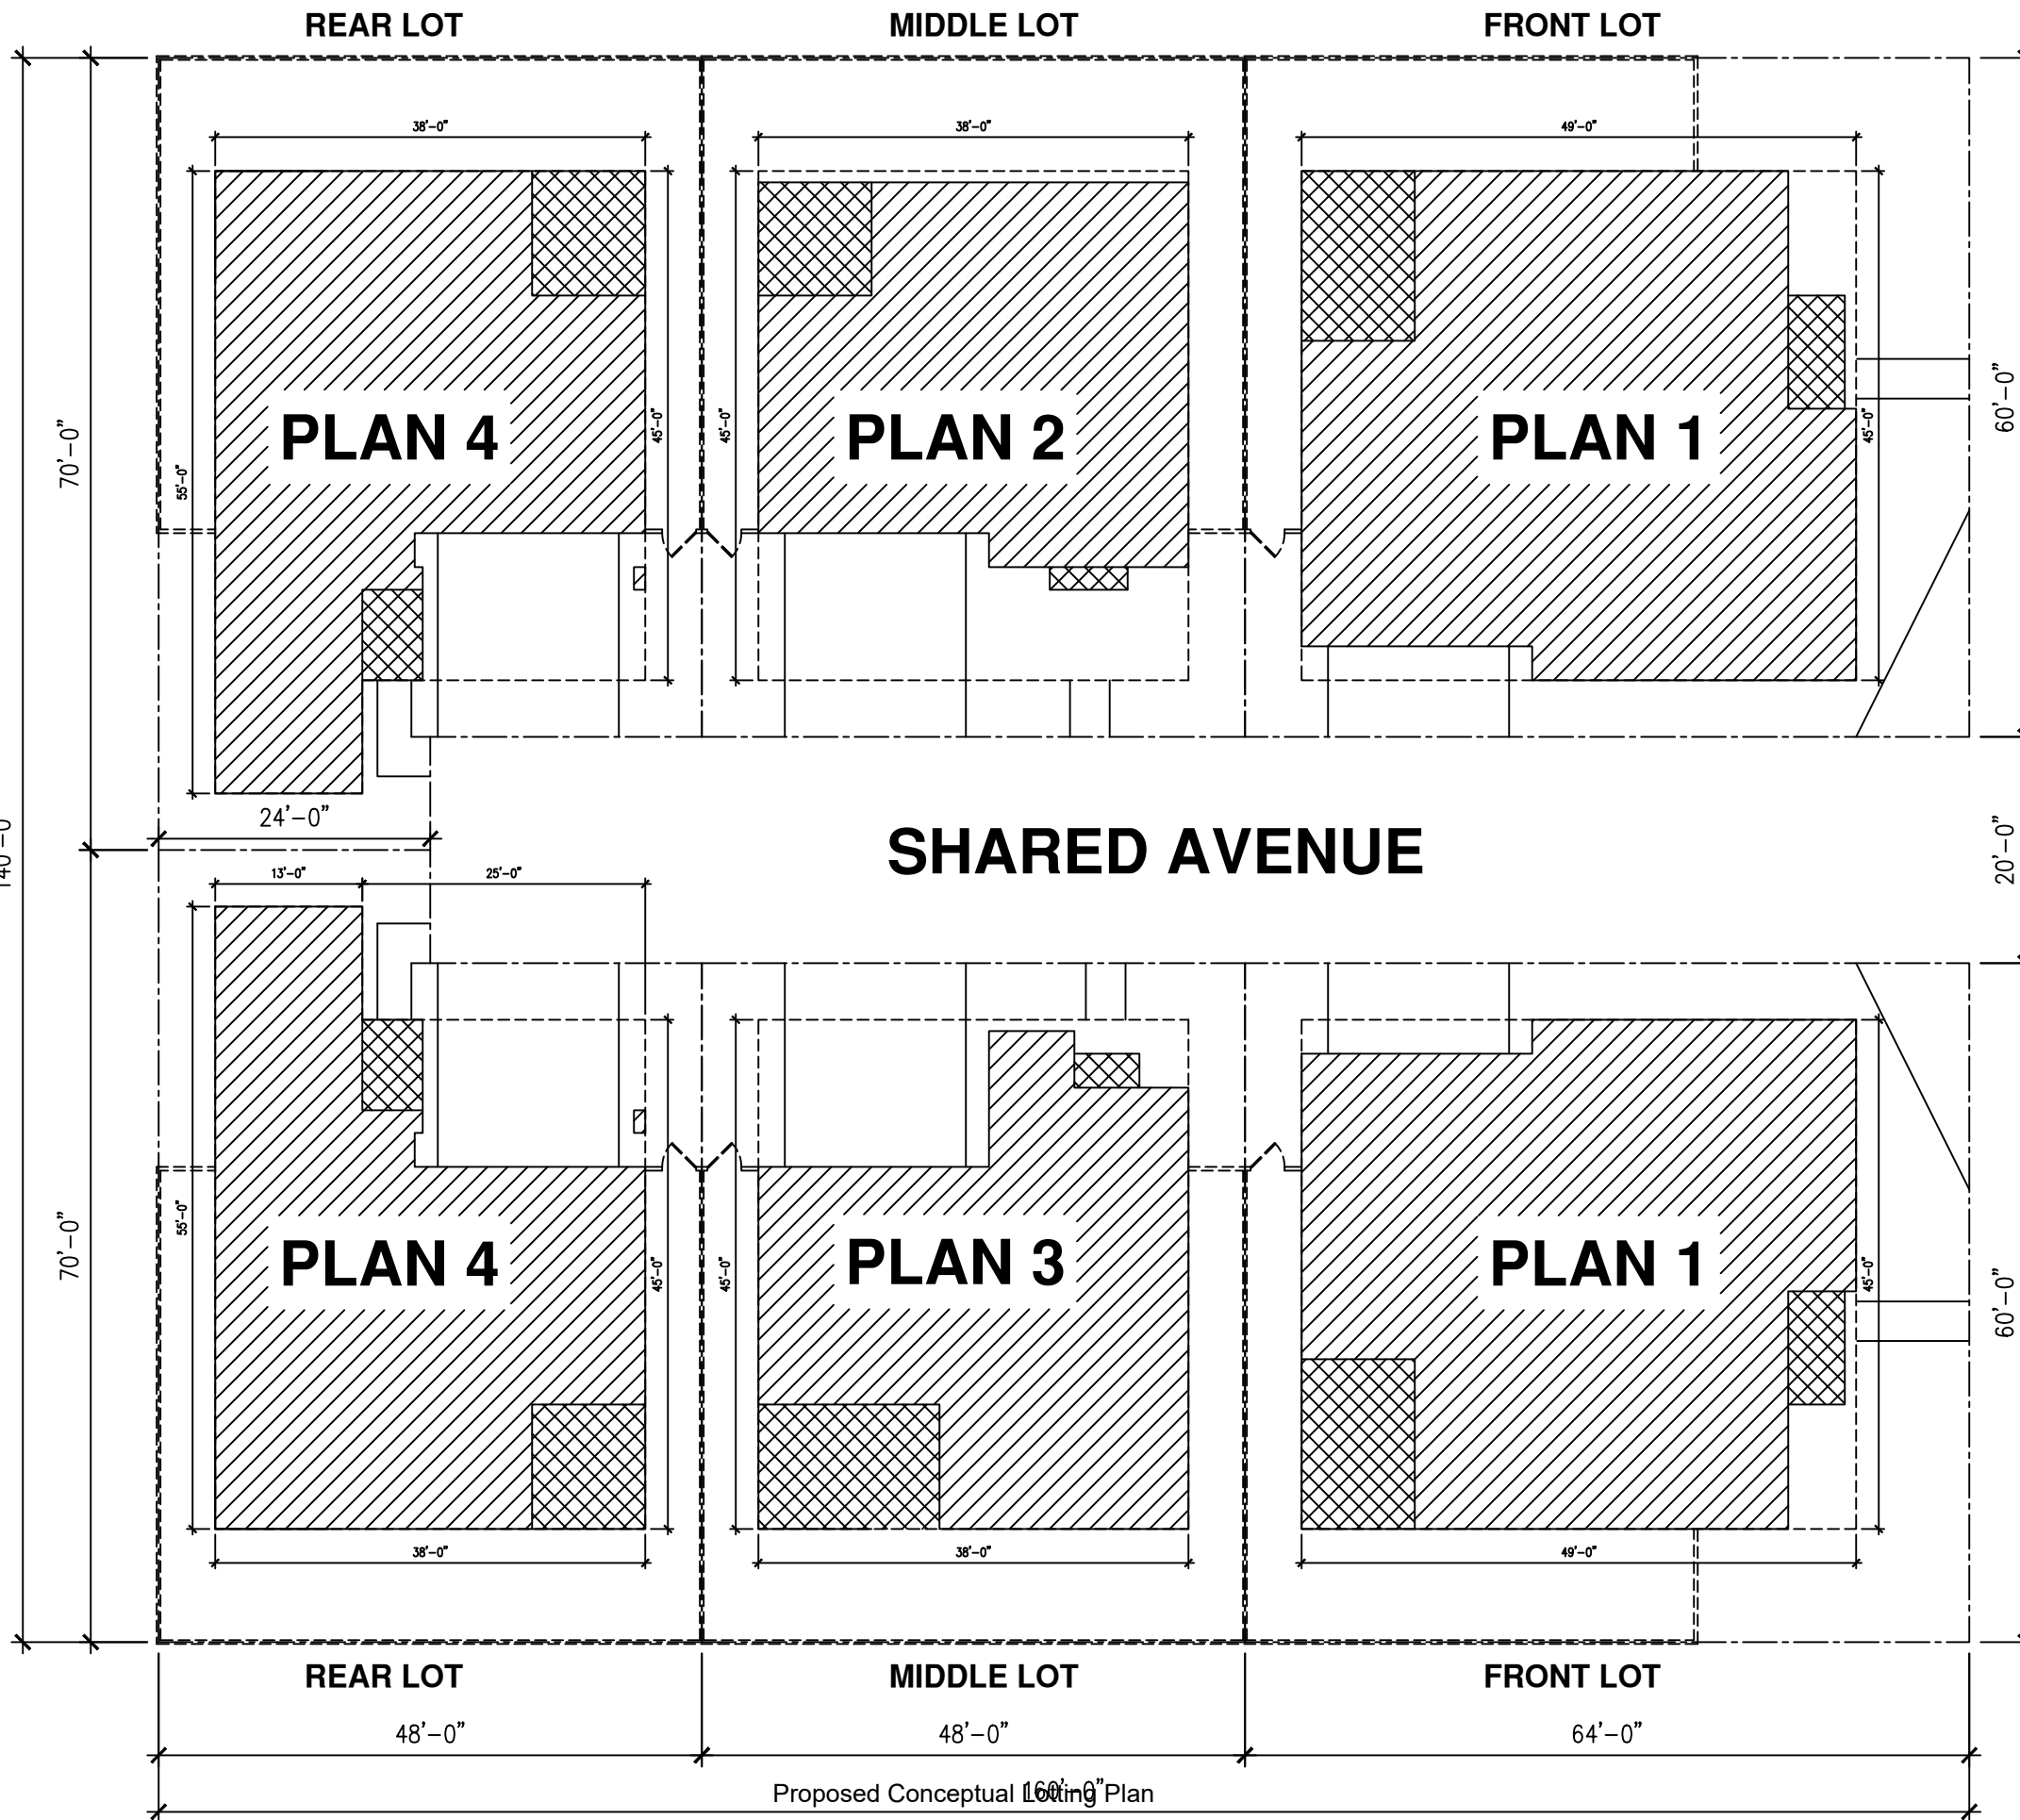 REAR LOT MIDDLE LOT FRONT LOT
38'-0" 38'-0" 49'-0"
70'-0" 55'-0" 45'-0" 45'-0" 45'-0" 60'-0"
PLAN 4 PLAN 2 PLAN 1
24'-0"
140'-0 SHARED AVENUE 20'-0"
13'-0" 25'-0"
70'-0" 55'-0" 45'-0" 45'-0" 45'-0" 60'-0"
PLAN 4 PLAN 3 PLAN 1
38'-0" 38'-0" 49'-0"
REAR LOT MIDDLE LOT FRONT LOT
48'-0" 48'-0" 64'-0"
160'-0"
Proposed Conceptual Lotting Plan